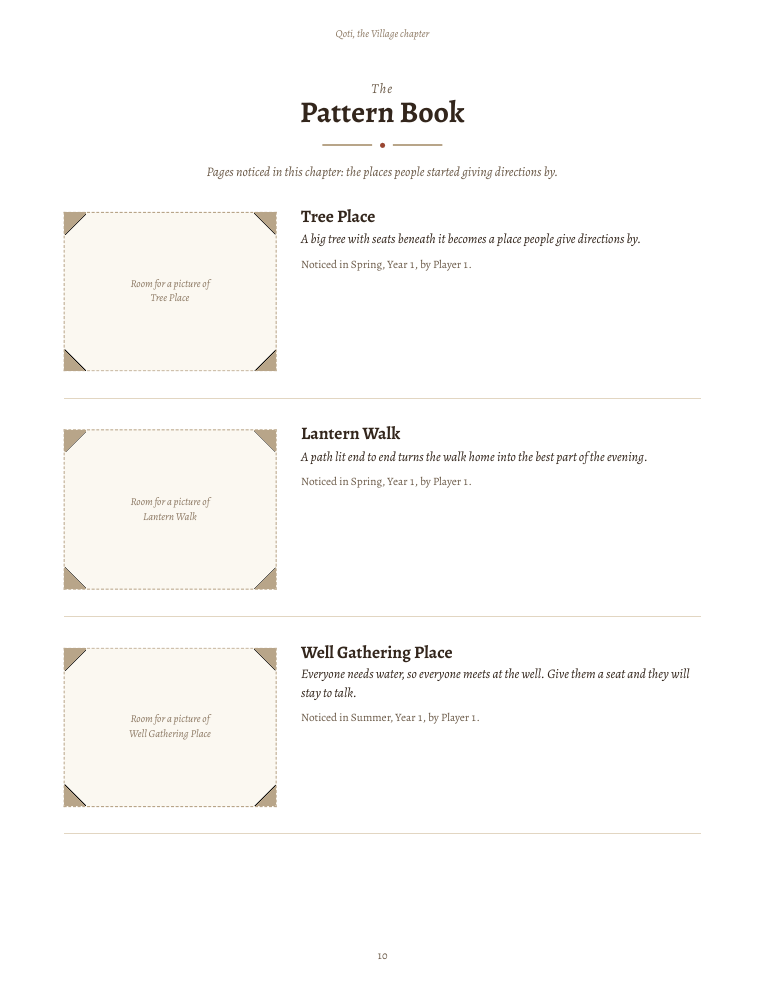 Qoti, the Village chapter
The
Pattern Book
Pages noticed in this chapter: the places people started giving directions by.
Room for a picture of
Tree Place
Tree Place
A big tree with seats beneath it becomes a place people give directions by.
Noticed in Spring, Year 1, by Player 1.
Room for a picture of
Lantern Walk
Lantern Walk
A path lit end to end turns the walk home into the best part of the evening.
Noticed in Spring, Year 1, by Player 1.
Room for a picture of
Well Gathering Place
Well Gathering Place
Everyone needs water, so everyone meets at the well. Give them a seat and they will
stay to talk.
Noticed in Summer, Year 1, by Player 1.
10